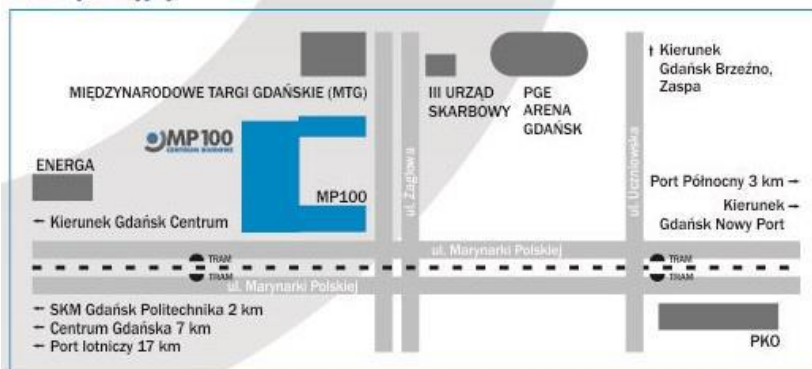 MIĘDZYNARODOWE TARGI GDAŃSKIE (MTG)
III URZĄD
SKARBOWY
PGE
ARENA
GDAŃSK
↑ Kierunek
Gdańsk Brzeźno,
Zaspa
MP100
CENTRUM BIUROWE
ENERGA
MP100
ul. Żaglowa
ul. Uczniowska
← Kierunek Gdańsk Centrum
Port Północny 3 km →
Kierunek →
Gdańsk Nowy Port
ul. Marynarki Polskiej
TRAM
TRAM
TRAM
TRAM
ul. Marynarki Polskiej
← SKM Gdańsk Politechnika 2 km
← Centrum Gdańska 7 km
← Port lotniczy 17 km
PKO